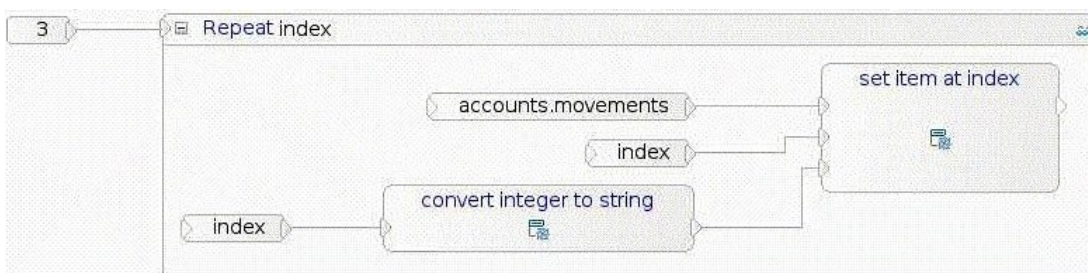 3
Repeat index
set item at index
accounts.movements
index
convert integer to string
index